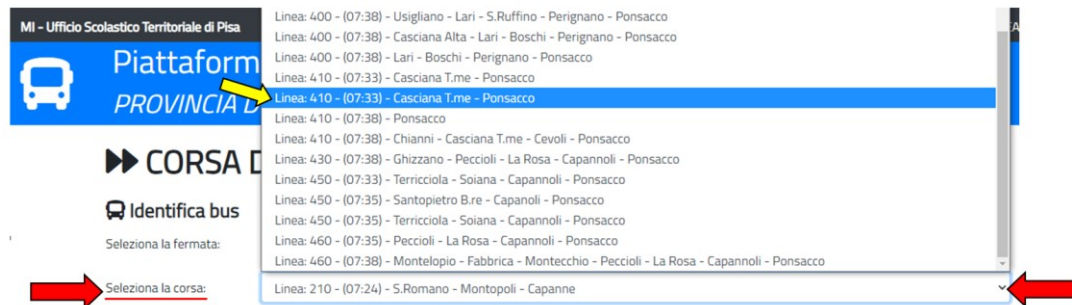 MI - Ufficio Scolastico Territoriale di Pisa
Piattaform
PROVINCIA D
CORSA D
Identifica bus
Seleziona la fermata:
Seleziona la corsa:
Linea: 400 - (07:38) - Usigliano - Lari - S.Ruffino - Perignano - Ponsacco
Linea: 400 - (07:38) - Casciana Alta - Lari - Boschi - Perignano - Ponsacco
Linea: 400 - (07:38) - Lari - Boschi - Perignano - Ponsacco
Linea: 410 - (07:33) - Casciana T.me - Ponsacco
Linea: 410 - (07:33) - Casciana T.me - Ponsacco
Linea: 410 - (07:38) - Ponsacco
Linea: 410 - (07:38) - Chianni - Casciana T.me - Cevoli - Ponsacco
Linea: 430 - (07:38) - Ghizzano - Peccioli - La Rosa - Capannoli - Ponsacco
Linea: 450 - (07:33) - Terricciola - Soiana - Capannoli - Ponsacco
Linea: 450 - (07:35) - Santopietro B.re - Capanoli - Ponsacco
Linea: 450 - (07:35) - Terricciola - Soiana - Capannoli - Ponsacco
Linea: 460 - (07:35) - Peccioli - La Rosa - Capannoli - Ponsacco
Linea: 460 - (07:38) - Montelopio - Fabbrica - Montecchio - Peccioli - La Rosa - Capannoli - Ponsacco
Linea: 210 - (07:24) - S.Romano - Montopoli - Capanne